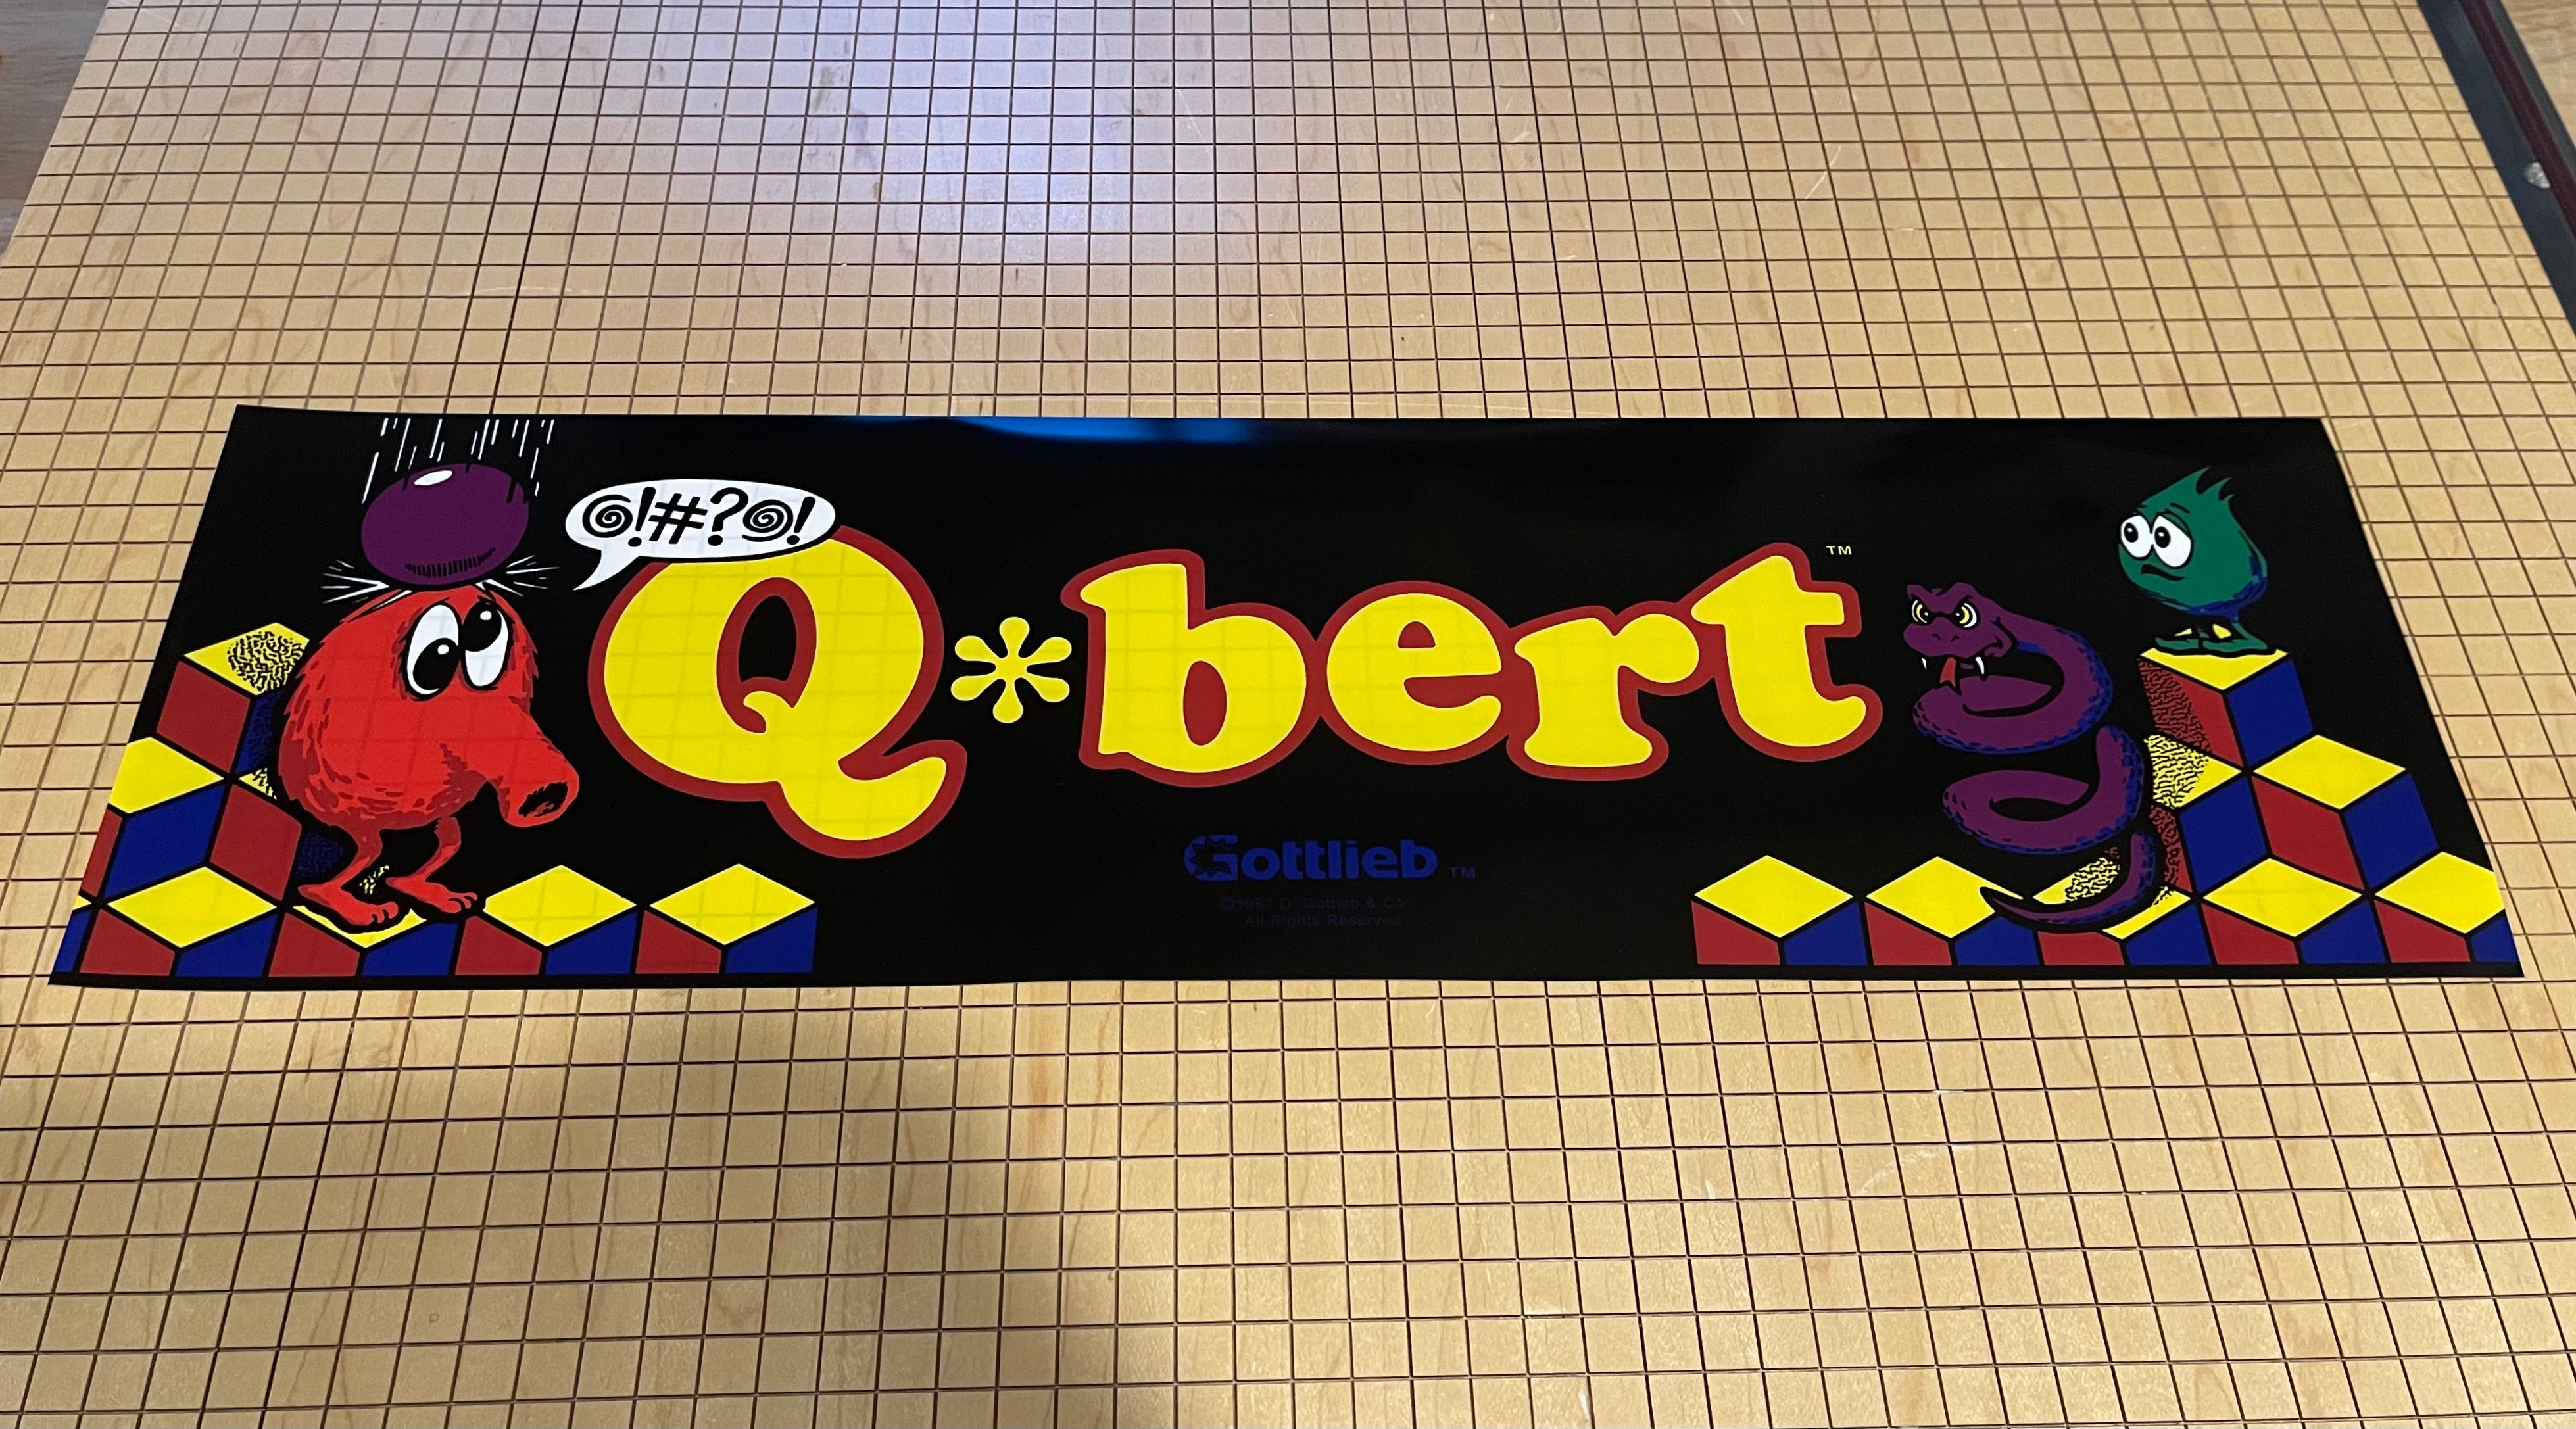 @!#?@!
Q*bert™
Gottlieb™
©1982 D. Gottlieb & Co.
All Rights Reserved